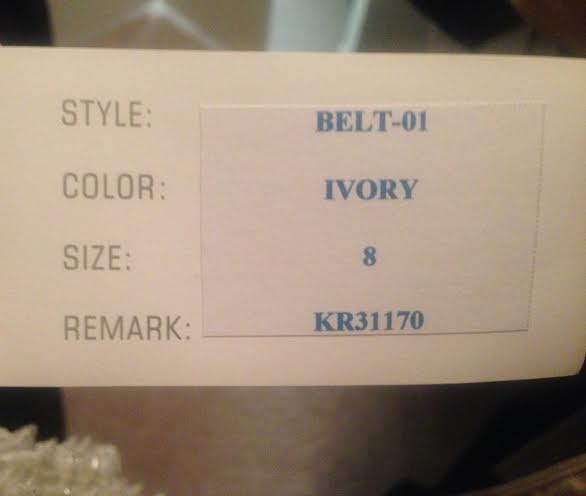 STYLE: BELT-01
COLOR: IVORY
SIZE: 8
REMARK: KR31170